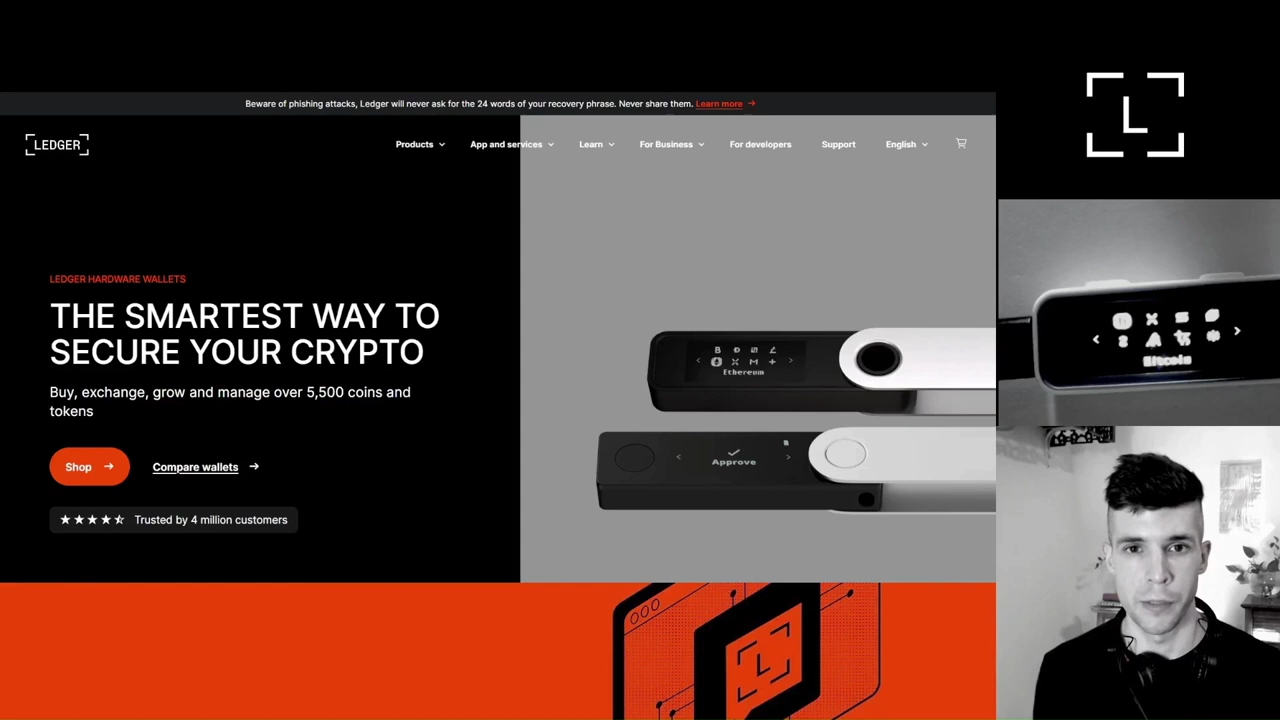 Beware of phishing attacks, Ledger will never ask for the 24 words of your recovery phrase. Never share them. Learn more
LEDGER
Products
App and services
Learn
For Business
For developers
Support
English
LEDGER HARDWARE WALLETS
THE SMARTEST WAY TO
SECURE YOUR CRYPTO
Buy, exchange, grow and manage over 5,500 coins and
tokens
Shop
Compare wallets
Trusted by 4 million customers
Ethereum
Approve
L
L
Bitcoin